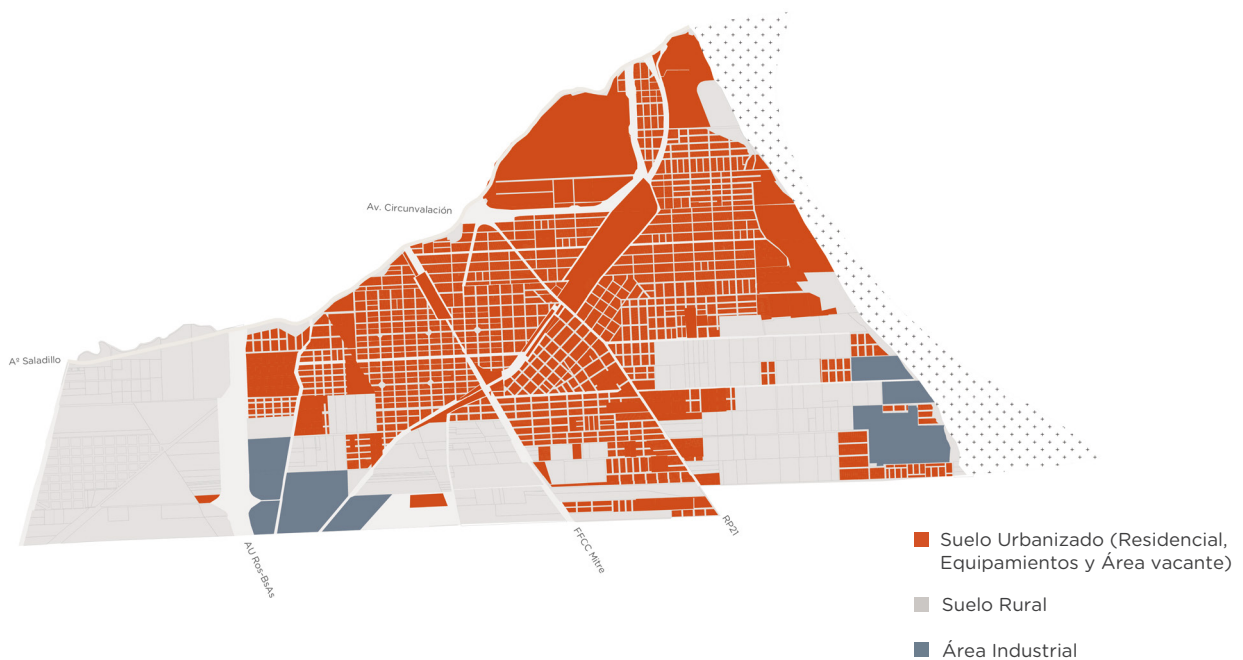 Av. Circunvalación
Aº Saladillo
AU Ros-BsAs
FFCC Mitre
RP21
Suelo Urbanizado (Residencial,
Equipamientos y Área vacante)
Suelo Rural
Área Industrial